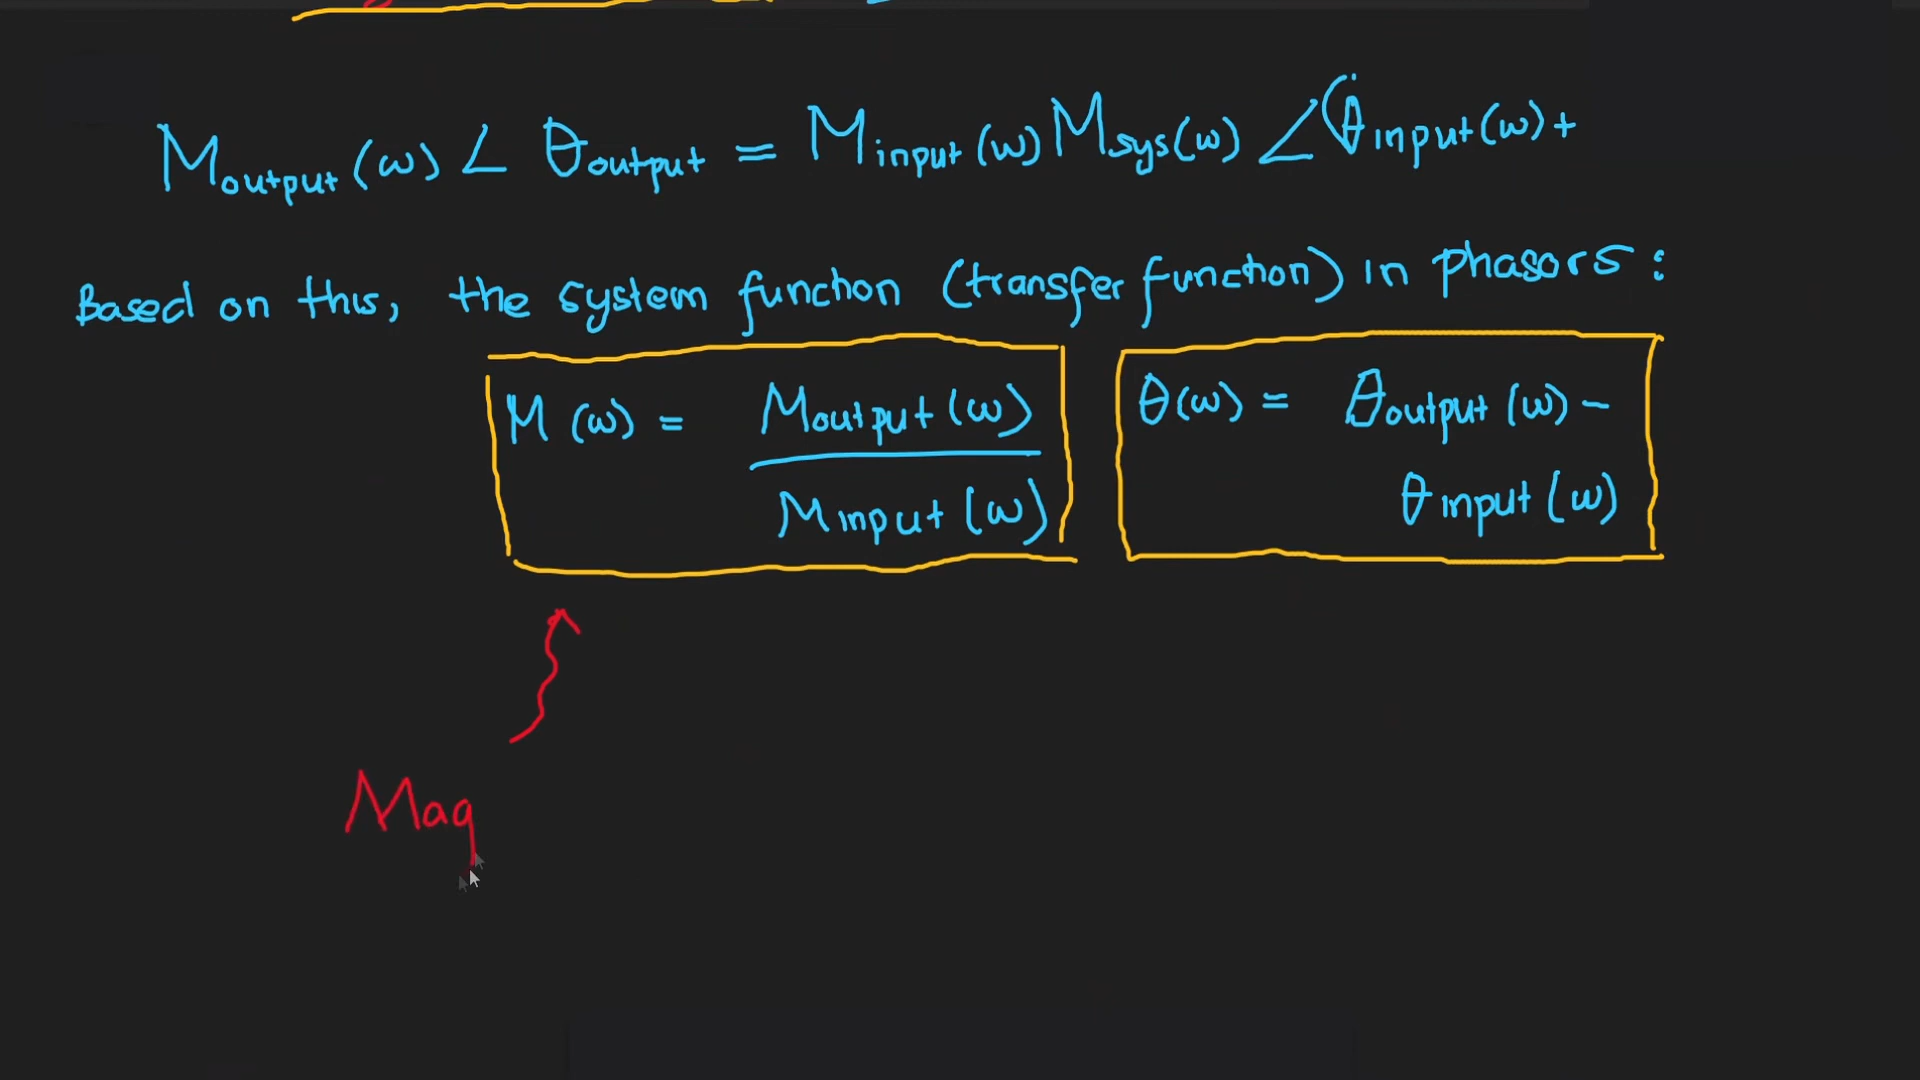 Moutput(ω) ∠ θoutput = Minput(ω) Msys(ω) ∠(θinput(ω) +
Based on this, the system function (transfer function) in phasors:
M(ω) = Moutput(ω) / Minput(ω)
θ(ω) = θoutput(ω) -
θinput(ω)
Mag